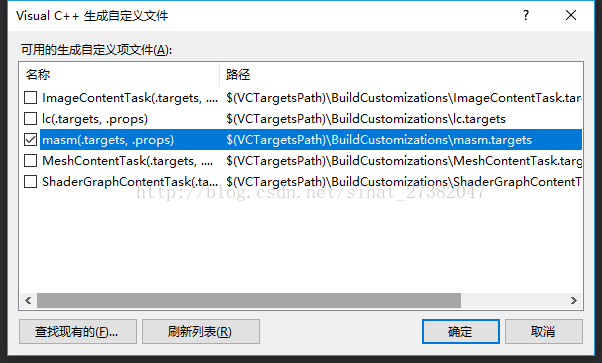 Visual C++ 生成自定义文件
可用的生成自定义项文件(A):
名称 路径
ImageContentTask(.targets, .... $(VCTargetsPath)\BuildCustomizations\ImageContentTask.tar
lc(.targets, .props) $(VCTargetsPath)\BuildCustomizations\lc.targets
masm(.targets, .props) $(VCTargetsPath)\BuildCustomizations\masm.targets
MeshContentTask(.targets, .... $(VCTargetsPath)\BuildCustomizations\MeshContentTask.targ
ShaderGraphContentTask(.ta... $(VCTargetsPath)\BuildCustomizations\ShaderGraphContentT
http://blog.csdn.net/sinat_27382047
查找现有的(F)... 刷新列表(R) 确定 取消